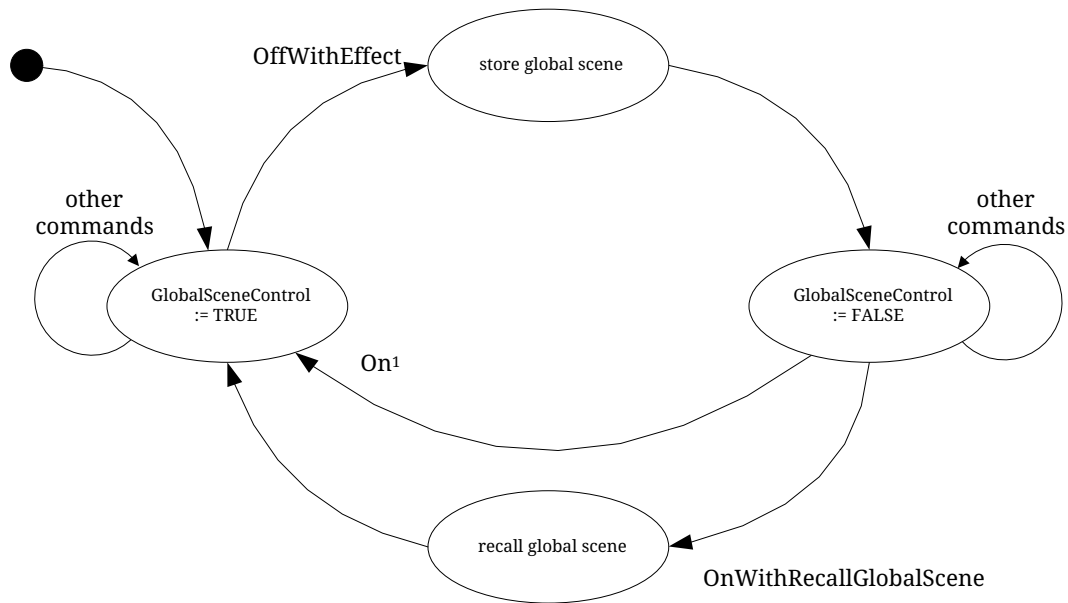 OffWithEffect
store global scene
other
commands
other
commands
GlobalSceneControl
:= TRUE
GlobalSceneControl
:= FALSE
On¹
recall global scene
OnWithRecallGlobalScene